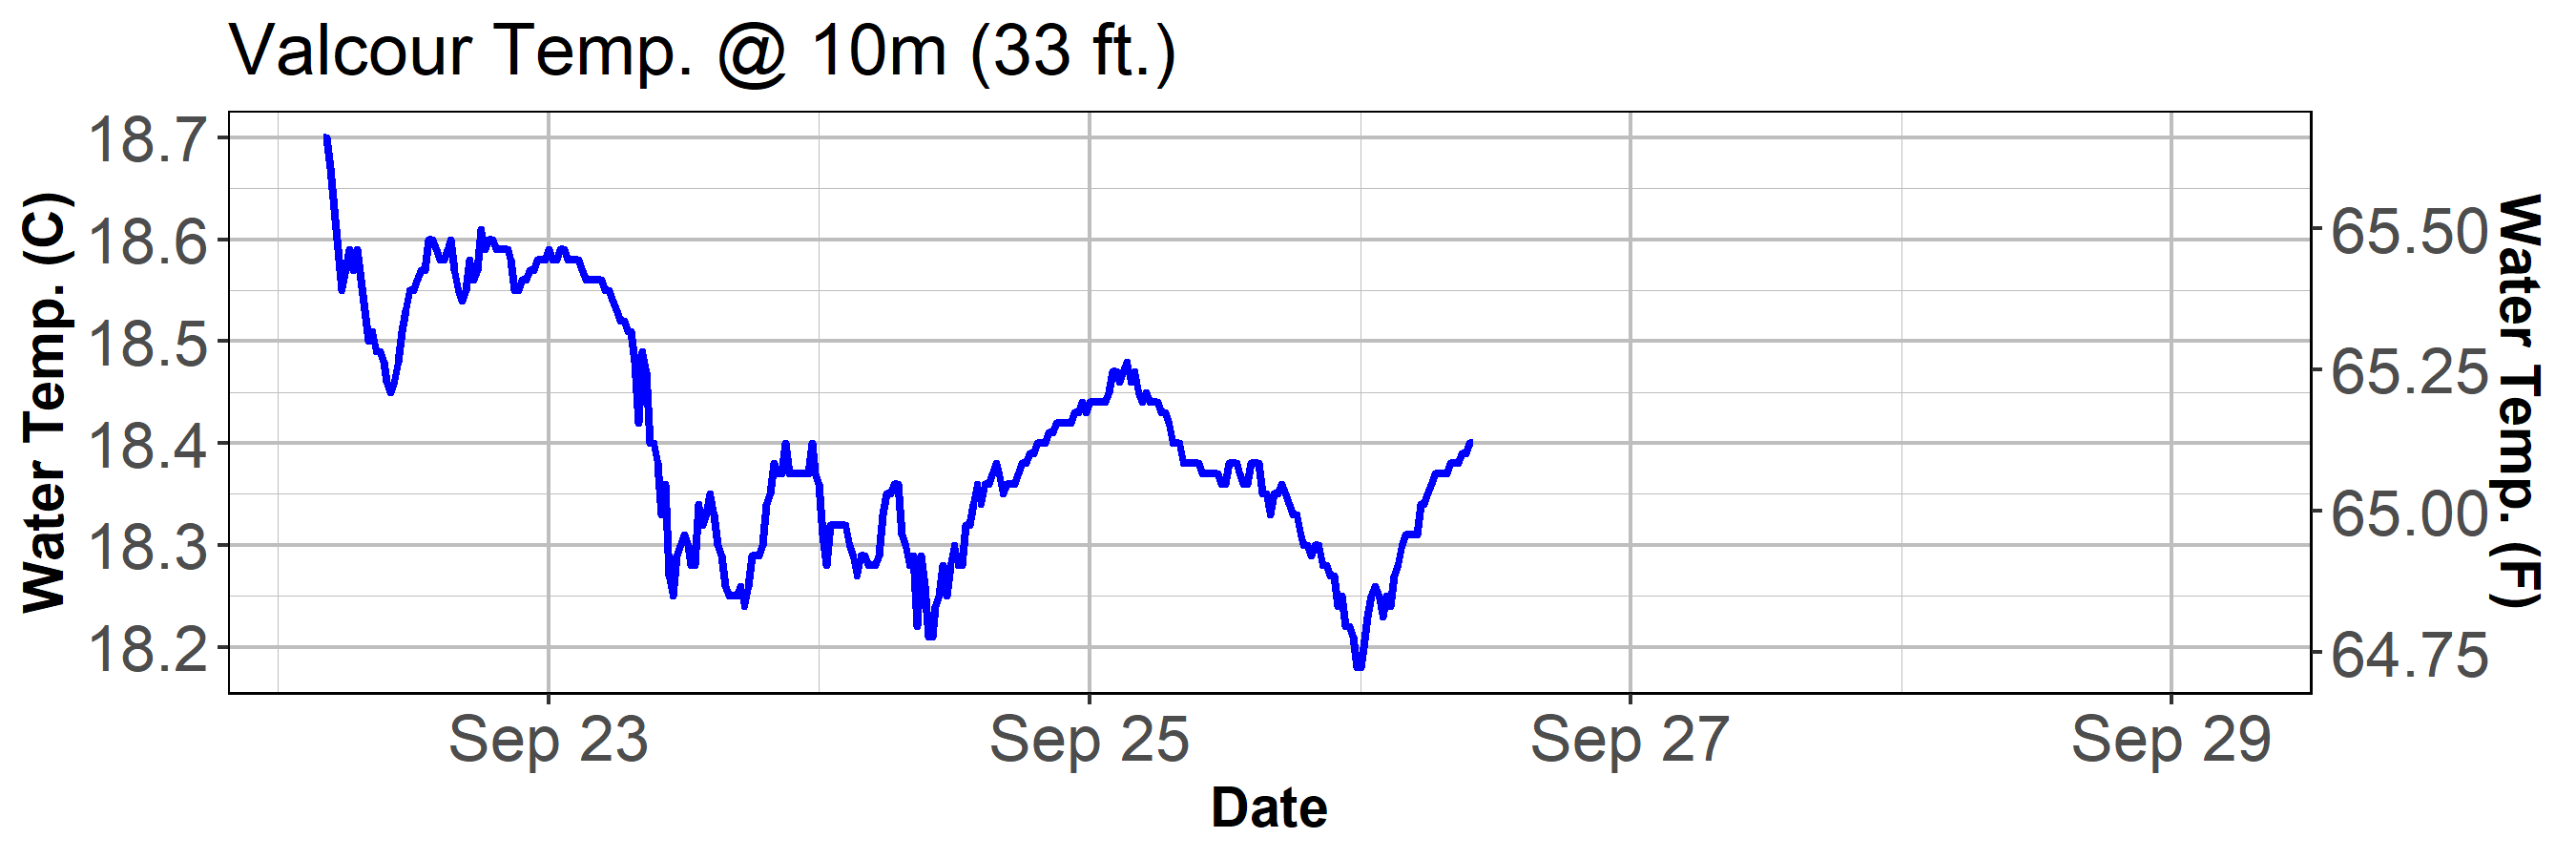 Valcour Temp. @ 10m (33 ft.)
Water Temp. (C)
18.7
18.6
18.5
18.4
18.3
18.2
65.50
65.25
65.00
64.75
Water Temp. (F)
Sep 23 Sep 25 Sep 27 Sep 29
Date